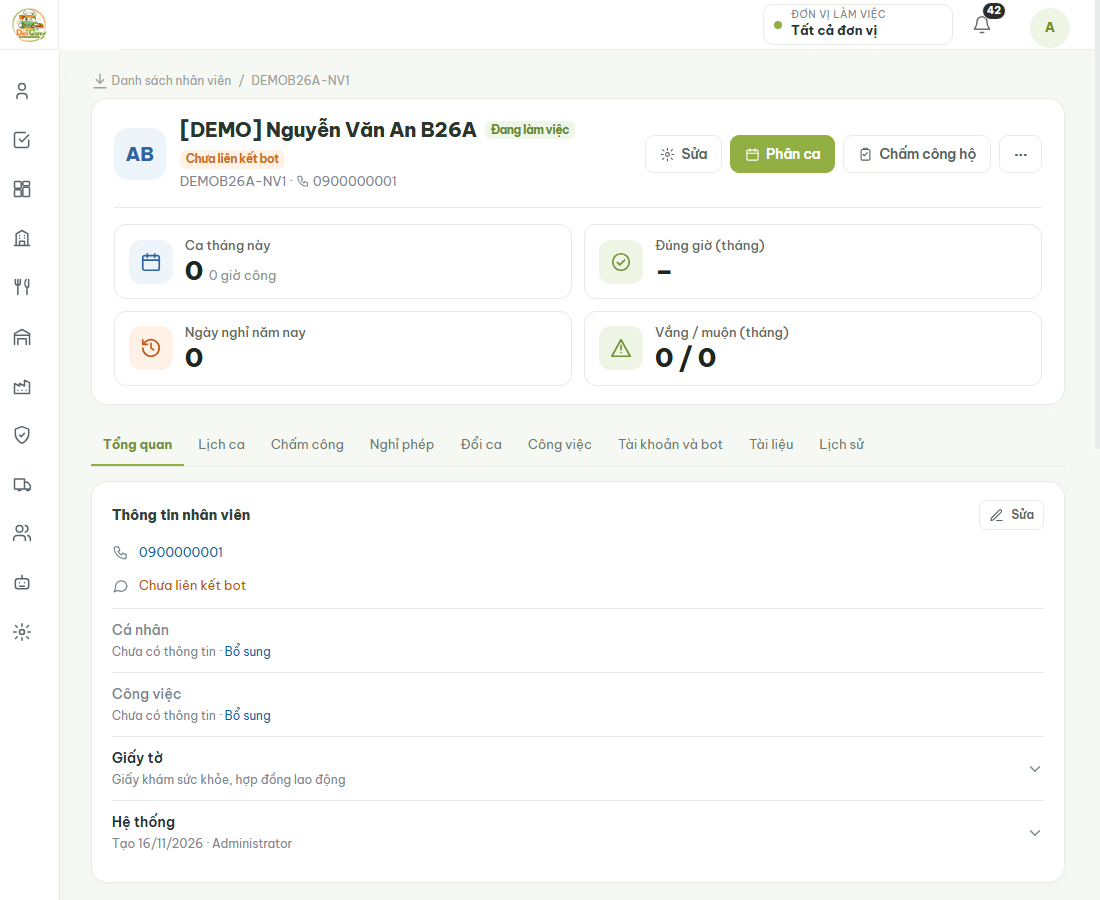 ĐƠN VỊ LÀM VIỆC
Tất cả đơn vị
42
A
Danh sách nhân viên / DEMOB26A-NV1
AB
[DEMO] Nguyễn Văn An B26A
Đang làm việc
Chưa liên kết bot
DEMOB26A-NV1 · 0900000001
Sửa
Phân ca
Chấm công hộ
Ca tháng này
0 0 giờ công
Đúng giờ (tháng)
–
Ngày nghỉ năm nay
0
Vắng / muộn (tháng)
0 / 0
Tổng quan
Lịch ca
Chấm công
Nghỉ phép
Đổi ca
Công việc
Tài khoản và bot
Tài liệu
Lịch sử
Thông tin nhân viên
Sửa
0900000001
Chưa liên kết bot
Cá nhân
Chưa có thông tin · Bổ sung
Công việc
Chưa có thông tin · Bổ sung
Giấy tờ
Giấy khám sức khỏe, hợp đồng lao động
Hệ thống
Tạo 16/11/2026 · Administrator